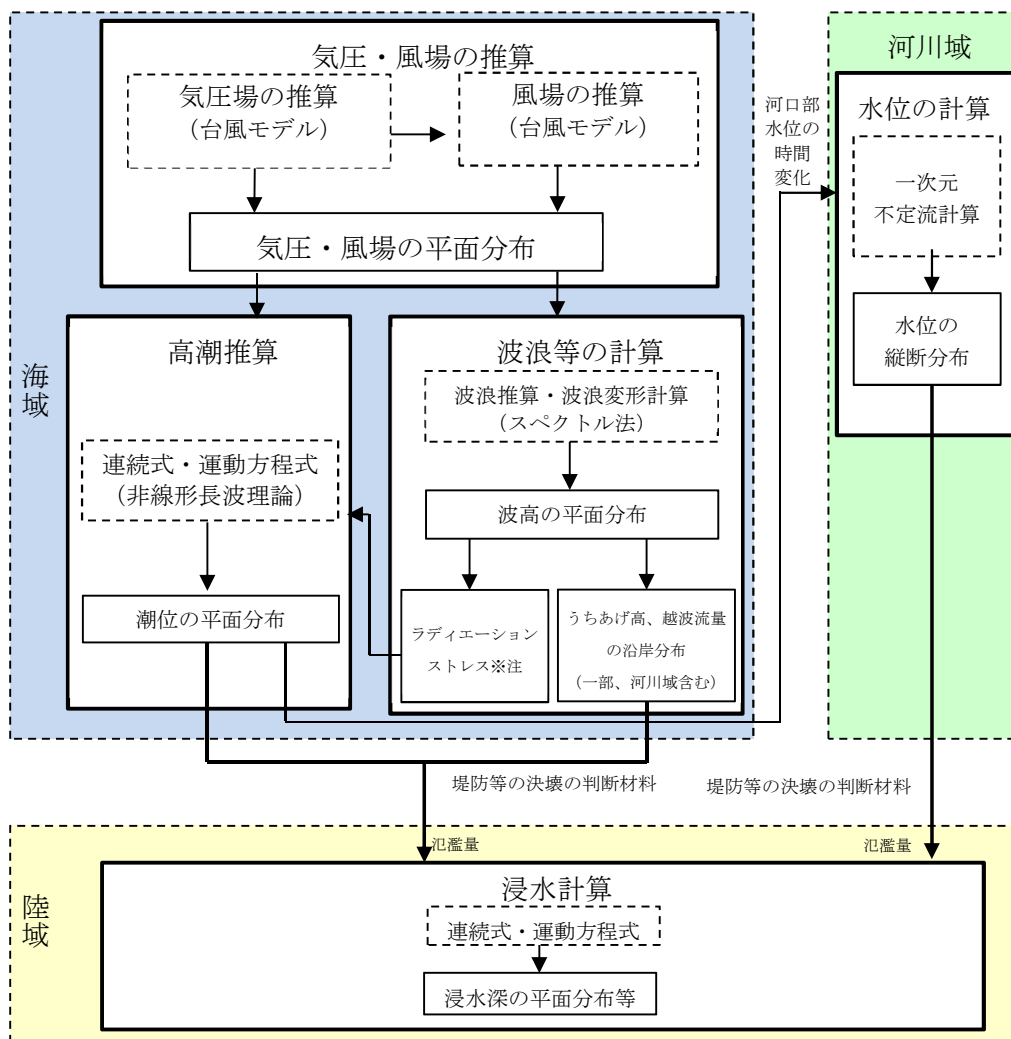 気圧・風場の推算
気圧場の推算
(台風モデル)
風場の推算
(台風モデル)
気圧・風場の平面分布
海域
高潮推算
連続式・運動方程式
(非線形長波理論)
潮位の平面分布
波浪等の計算
波浪推算・波浪変形計算
(スペクトル法)
波高の平面分布
ラディエーション
ストレス※注
うちあげ高、越波流量
の沿岸分布
(一部、河川域含む)
河口部
水位の
時間
変化
河川域
水位の計算
一次元
不定流計算
水位の
縦断分布
堤防等の決壊の判断材料
堤防等の決壊の判断材料
氾濫量
氾濫量
陸域
浸水計算
連続式・運動方程式
浸水深の平面分布等